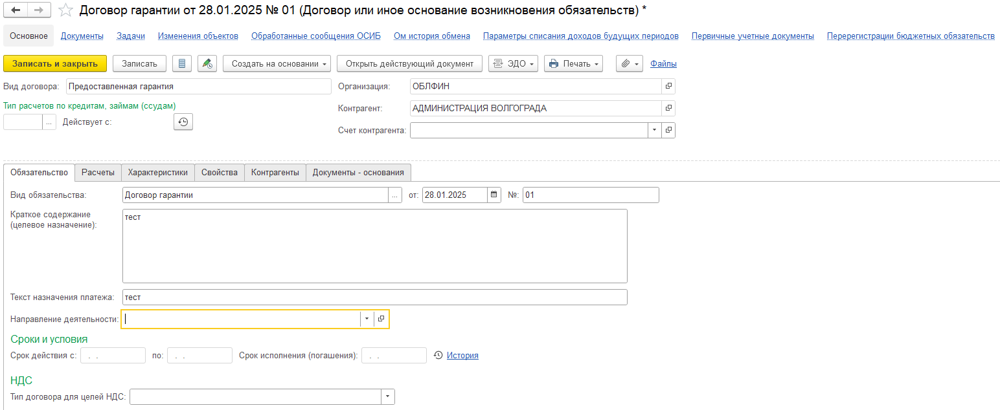 Договор гарантии от 28.01.2025 № 01 (Договор или иное основание возникновения обязательств) *
Основное Документы Задачи Изменения объектов Обработанные сообщения ОСИБ Ом история обмена Параметры списания доходов будущих периодов Первичные учетные документы Перерегистрации бюджетных обязательств
Записать и закрыть Записать Создать на основании Открыть действующий документ ЭДО Печать Файлы
Вид договора: Предоставленная гарантия Организация: ОБЛФИН
Тип расчетов по кредитам, займам (ссудам) Контрагент: АДМИНИСТРАЦИЯ ВОЛГОГРАДА
... Действует с:
Счет контрагента:
Обязательство Расчеты Характеристики Свойства Контрагенты Документы - основания
Вид обязательства: Договор гарантии ... от: 28.01.2025 №: 01
Краткое содержание тест
(целевое назначение):
Текст назначения платежа: тест
Направление деятельности:
Сроки и условия
Срок действия с: . . по: . . Срок исполнения (погашения): . . История
НДС
Тип договора для целей НДС: